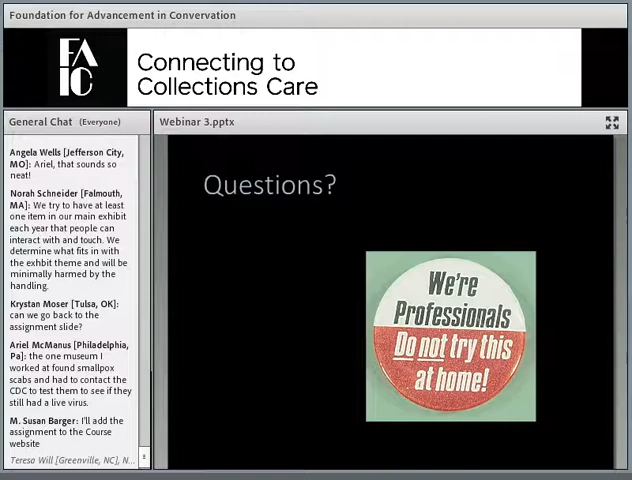 Foundation for Advancement in Convervation
FA
IC
Connecting to
Collections Care
General Chat (Everyone)
Angela Wells [Jefferson City,
MO]: Ariel, that sounds so
neat!
Norah Schneider [Falmouth,
MA]: We try to have at least
one item in our main exhibit
each year that people can
interact with and touch. We
determine what fits in with
the exhbit theme and will be
minimally harmed by the
handling.
Krystan Moser [Tulsa, OK]:
can we go back to the
assignment slide?
Ariel McManus [Philadelphia,
Pa]: the one museum I
worked at found smallpox
scabs and had to contact the
CDC to test them to see if they
still had a live virus.
M. Susan Barger: I'll add the
assignment to the Course
website
Teresa Will [Greenville, NC], N...
Webinar 3.pptx
Questions?
We're
Professionals
Do not try this
at home!